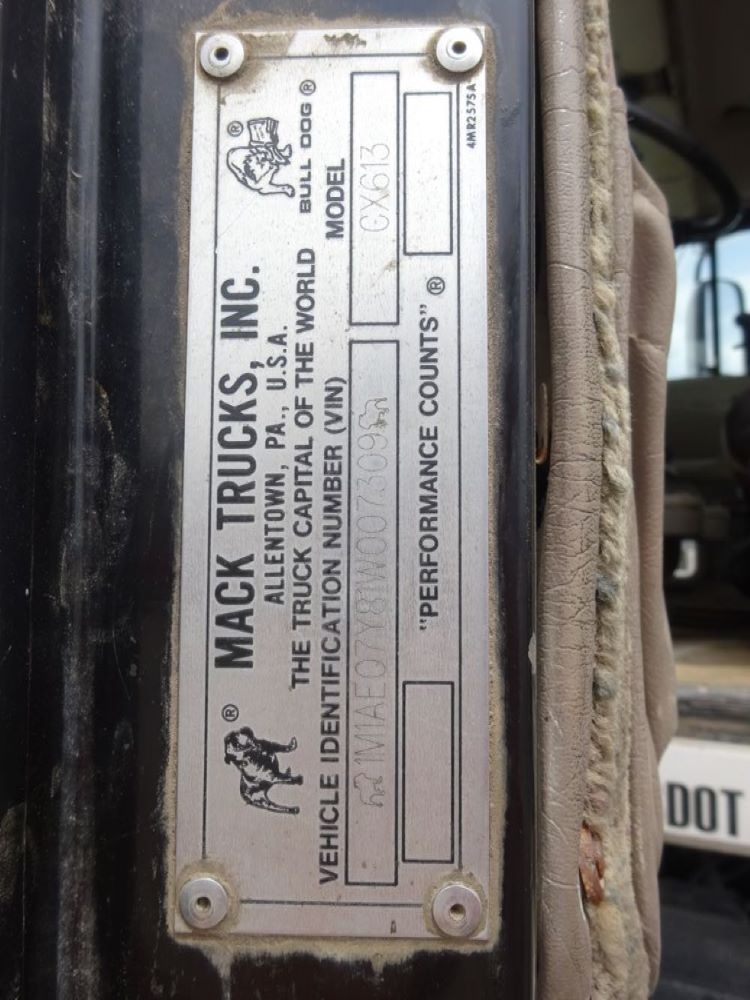 MACK TRUCKS, INC.
ALLENTOWN, PA., U.S.A.
THE TRUCK CAPITAL OF THE WORLD
BULL DOG ®
VEHICLE IDENTIFICATION NUMBER (VIN)
MODEL
1M1AE07Y81W007309
CX613
"PERFORMANCE COUNTS" ®
4MR2575A
DOT